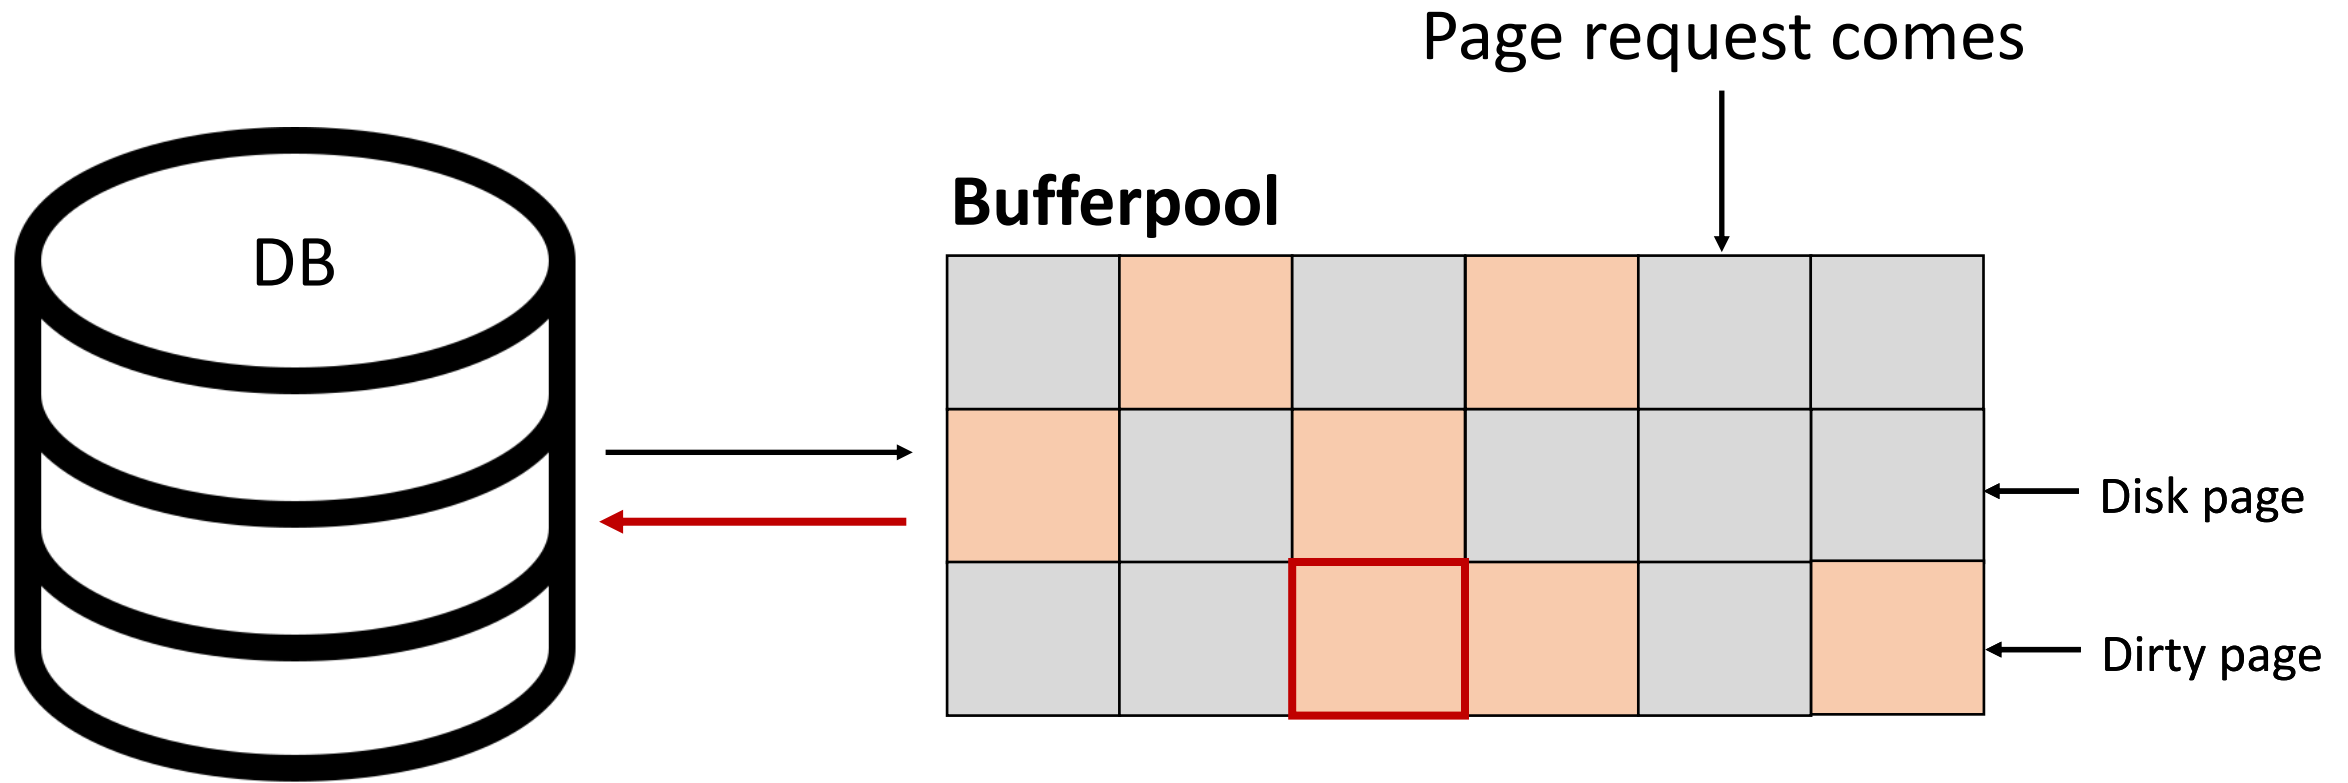 Page request comes
Bufferpool
DB
Disk page
Dirty page